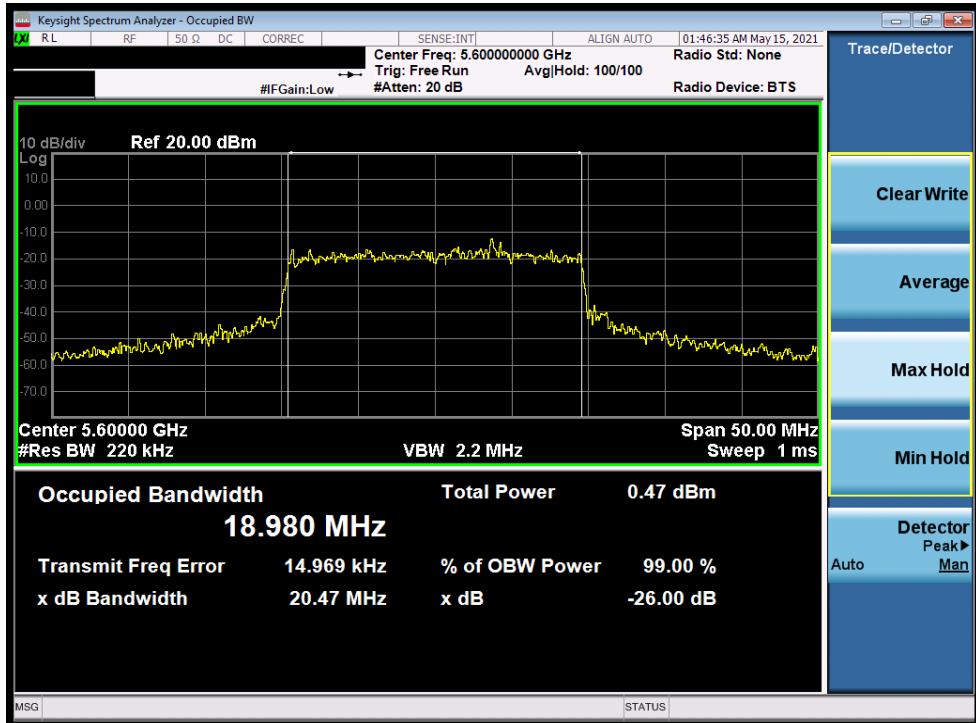 Keysight Spectrum Analyzer - Occupied BW
LXI RL RF 50 Ω DC CORREC SENSE:INT ALIGN AUTO 01:46:35 AM May 15, 2021
Center Freq: 5.600000000 GHz Radio Std: None
Trig: Free Run Avg|Hold: 100/100
#IFGain:Low #Atten: 20 dB Radio Device: BTS
Trace/Detector
10 dB/div Ref 20.00 dBm
Log
10.0
0.00
-10.0
-20.0
-30.0
-40.0
-50.0
-60.0
-70.0
Center 5.60000 GHz Span 50.00 MHz
#Res BW 220 kHz VBW 2.2 MHz Sweep 1 ms
Occupied Bandwidth Total Power 0.47 dBm
18.980 MHz
Transmit Freq Error 14.969 kHz % of OBW Power 99.00 %
x dB Bandwidth 20.47 MHz x dB -26.00 dB
Clear Write
Average
Max Hold
Min Hold
Detector
Peak▶
Auto Man
MSG STATUS